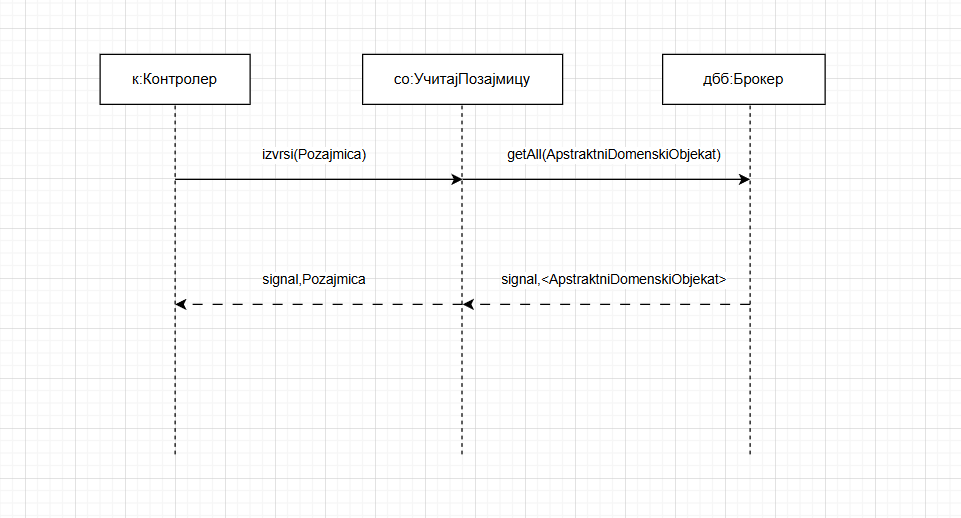 к:Контролер
со:УчитајПозајмицу
дбб:Брокер
izvrsi(Pozajmica)
getAll(ApstraktniDomenskiObjekat)
signal,Pozajmica
signal,<ApstraktniDomenskiObjekat>